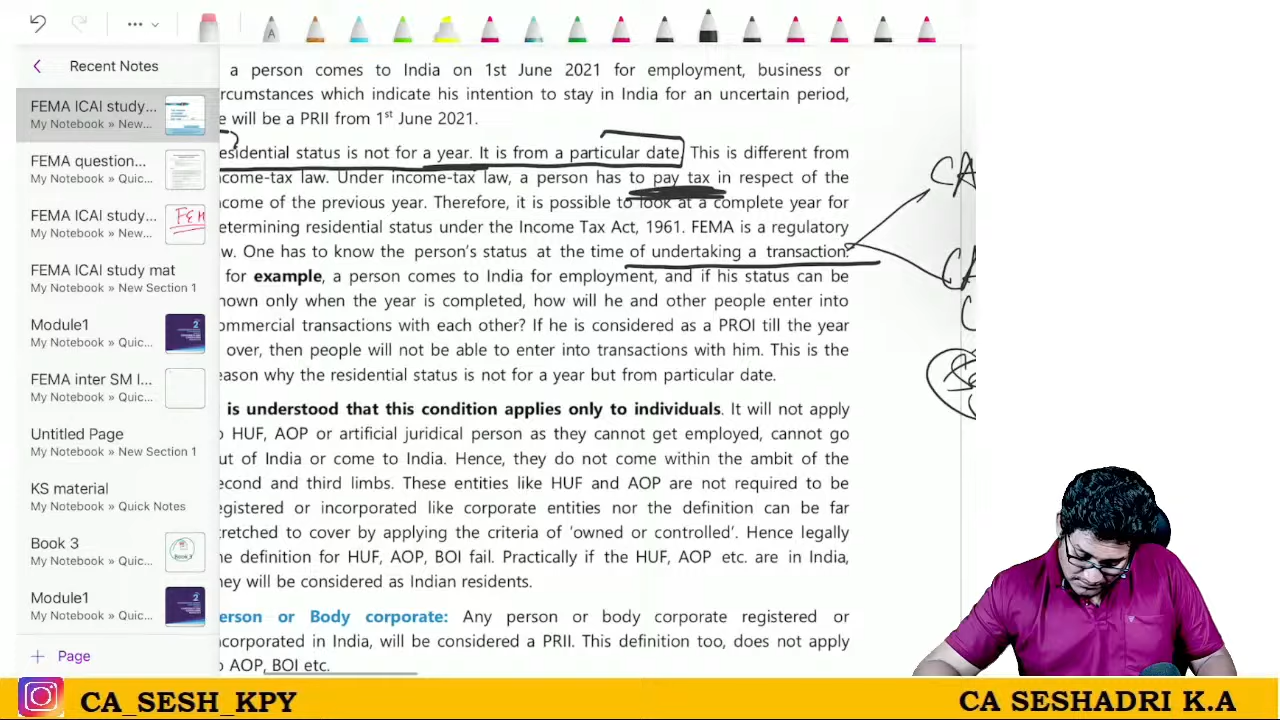 Recent Notes
FEMA ICAI study...
My Notebook » New...
FEMA question...
My Notebook » Quic...
FEMA ICAI study...
My Notebook » New...
FEMA ICAI study mat
My Notebook » New Section 1
Module1
My Notebook » Quic...
FEMA inter SM I...
My Notebook » Quic...
Untitled Page
My Notebook » New Section 1
KS material
My Notebook » Quick Notes
Book 3
My Notebook » Quic...
Module1
My Notebook » Quic...
Page
a person comes to India on 1st June 2021 for employment, business or
rcumstances which indicate his intention to stay in India for an uncertain period,
e will be a PRII from 1st June 2021.
esidential status is not for a year. It is from a particular date. This is different from
ncome-tax law. Under income-tax law, a person has to pay tax in respect of the
ncome of the previous year. Therefore, it is possible to look at a complete year for
etermining residential status under the Income Tax Act, 1961. FEMA is a regulatory
w. One has to know the person's status at the time of undertaking a transaction.
for example, a person comes to India for employment, and if his status can be
nown only when the year is completed, how will he and other people enter into
ommercial transactions with each other? If he is considered as a PROI till the year
over, then people will not be able to enter into transactions with him. This is the
eason why the residential status is not for a year but from particular date.
is understood that this condition applies only to individuals. It will not apply
o HUF, AOP or artificial juridical person as they cannot get employed, cannot go
ut of India or come to India. Hence, they do not come within the ambit of the
econd and third limbs. These entities like HUF and AOP are not required to be
egistered or incorporated like corporate entities nor the definition can be far
tretched to cover by applying the criteria of 'owned or controlled'. Hence legally
he definition for HUF, AOP, BOI fail. Practically if the HUF, AOP etc. are in India,
hey will be considered as Indian residents.
erson or Body corporate: Any person or body corporate registered or
ncorporated in India, will be considered a PRII. This definition too, does not apply
o AOP, BOI etc.
CA
CA
CA_SESH_KPY
CA SESHADRI K.A